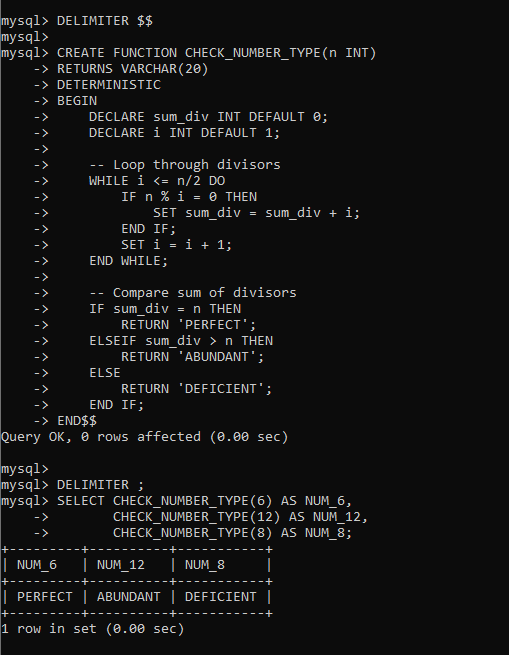 mysql> DELIMITER $$
mysql>
mysql> CREATE FUNCTION CHECK_NUMBER_TYPE(n INT)
    -> RETURNS VARCHAR(20)
    -> DETERMINISTIC
    -> BEGIN
    ->     DECLARE sum_div INT DEFAULT 0;
    ->     DECLARE i INT DEFAULT 1;
    ->
    ->     -- Loop through divisors
    ->     WHILE i <= n/2 DO
    ->         IF n % i = 0 THEN
    ->             SET sum_div = sum_div + i;
    ->         END IF;
    ->         SET i = i + 1;
    ->     END WHILE;
    ->
    ->     -- Compare sum of divisors
    ->     IF sum_div = n THEN
    ->         RETURN 'PERFECT';
    ->     ELSEIF sum_div > n THEN
    ->         RETURN 'ABUNDANT';
    ->     ELSE
    ->         RETURN 'DEFICIENT';
    ->     END IF;
    -> END$$
Query OK, 0 rows affected (0.00 sec)
mysql>
mysql> DELIMITER ;
mysql> SELECT CHECK_NUMBER_TYPE(6) AS NUM_6,
    ->        CHECK_NUMBER_TYPE(12) AS NUM_12,
    ->        CHECK_NUMBER_TYPE(8) AS NUM_8;
+---------+----------+-----------+
| NUM_6   | NUM_12   | NUM_8     |
+---------+----------+-----------+
| PERFECT | ABUNDANT | DEFICIENT |
+---------+----------+-----------+
1 row in set (0.00 sec)